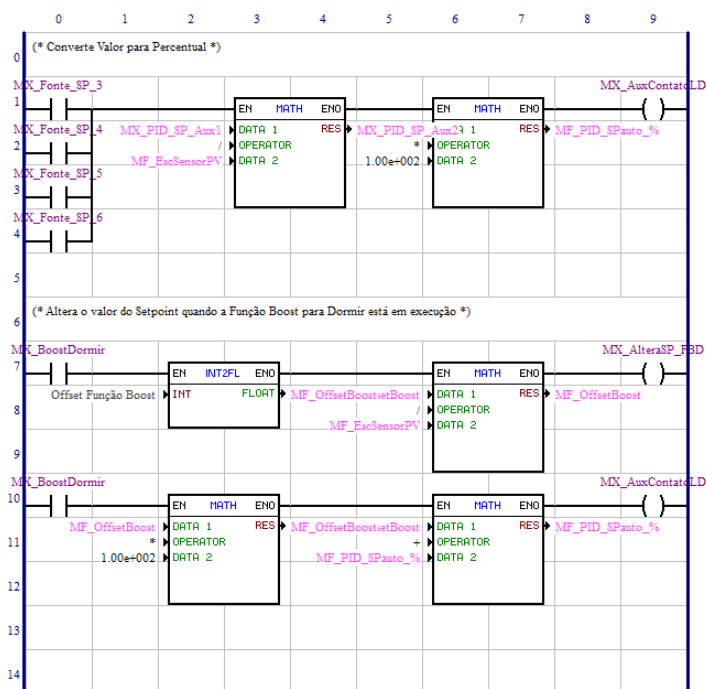 0 1 2 3 4 5 6 7 8 9
0 (* Converte Valor para Percentual *)
MX_Fonte_SP_3 MX_AuxContatoLD
1 EN MATH ENO EN MATH ENO
MX_Fonte_SP_4 MX_PID_SP_Aux1 DATA 1 RES MX_PID_SP_Aux2 1 RES MF_PID_SPauto_%
2 / OPERATOR * OPERATOR
MX_Fonte_SP_5 MF_EscSensorPV DATA 2 1.00e+002 DATA 2
3
MX_Fonte_SP_6
4
5
(* Altera o valor do Setpoint quando a Função Boost para Dormir está em execução *)
6
MX_BoostDormir MX_AlteraSP_FBD
7 EN INT2FL ENO EN MATH ENO
Offset Função Boost INT FLOAT MF_OffsetBoost etBoost DATA 1 RES MF_OffsetBoost
8 / OPERATOR
MF_EscSensorPV DATA 2
9
MX_BoostDormir MX_AuxContatoLD
10 EN MATH ENO EN MATH ENO
MF_OffsetBoost DATA 1 RES MF_OffsetBoost etBoost DATA 1 RES MF_PID_SPauto_%
11 * OPERATOR + OPERATOR
1.00e+002 DATA 2 MF_PID_SPauto_% DATA 2
12
13
14